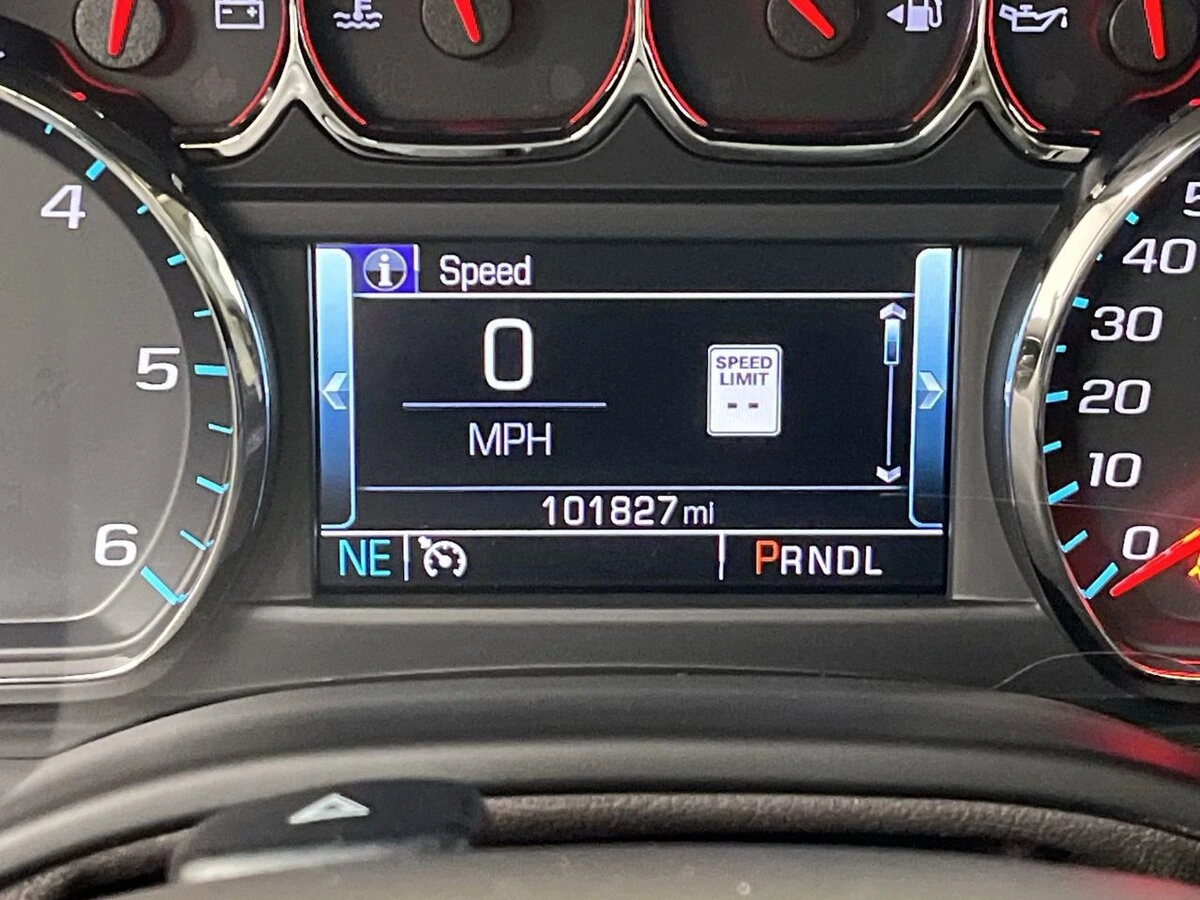 Speed
0
MPH
SPEED
LIMIT
--
101827 mi
NE
PRNDL
4
5
6
40
30
20
10
0